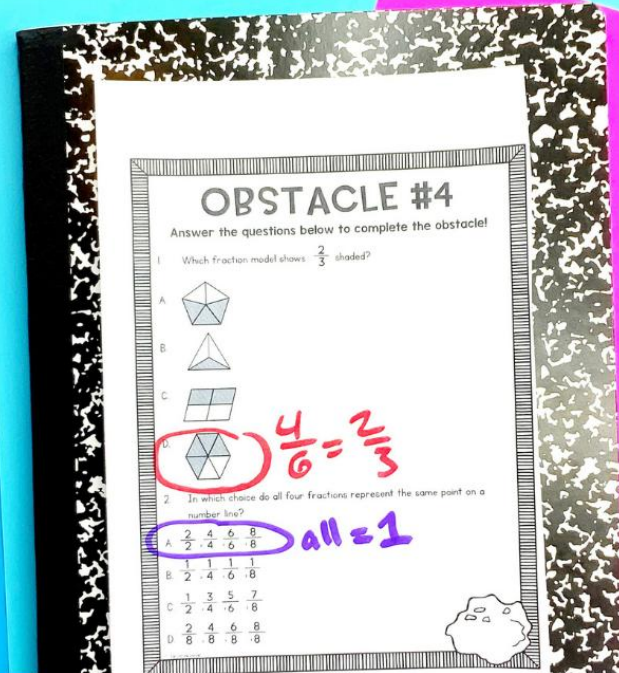 OBSTACLE #4
Answer the questions below to complete the obstacle!
1 Which fraction model shows 2/3 shaded?
A.
B.
C.
D. 4/6 = 2/3
2. In which choice do all four fractions represent the same point on a
number line?
A. 2/2, 4/4, 6/6, 8/8 all = 1
B. 1/2, 1/4, 1/6, 1/8
C. 1/2, 3/4, 5/6, 7/8
D. 2/8, 4/8, 6/8, 8/8